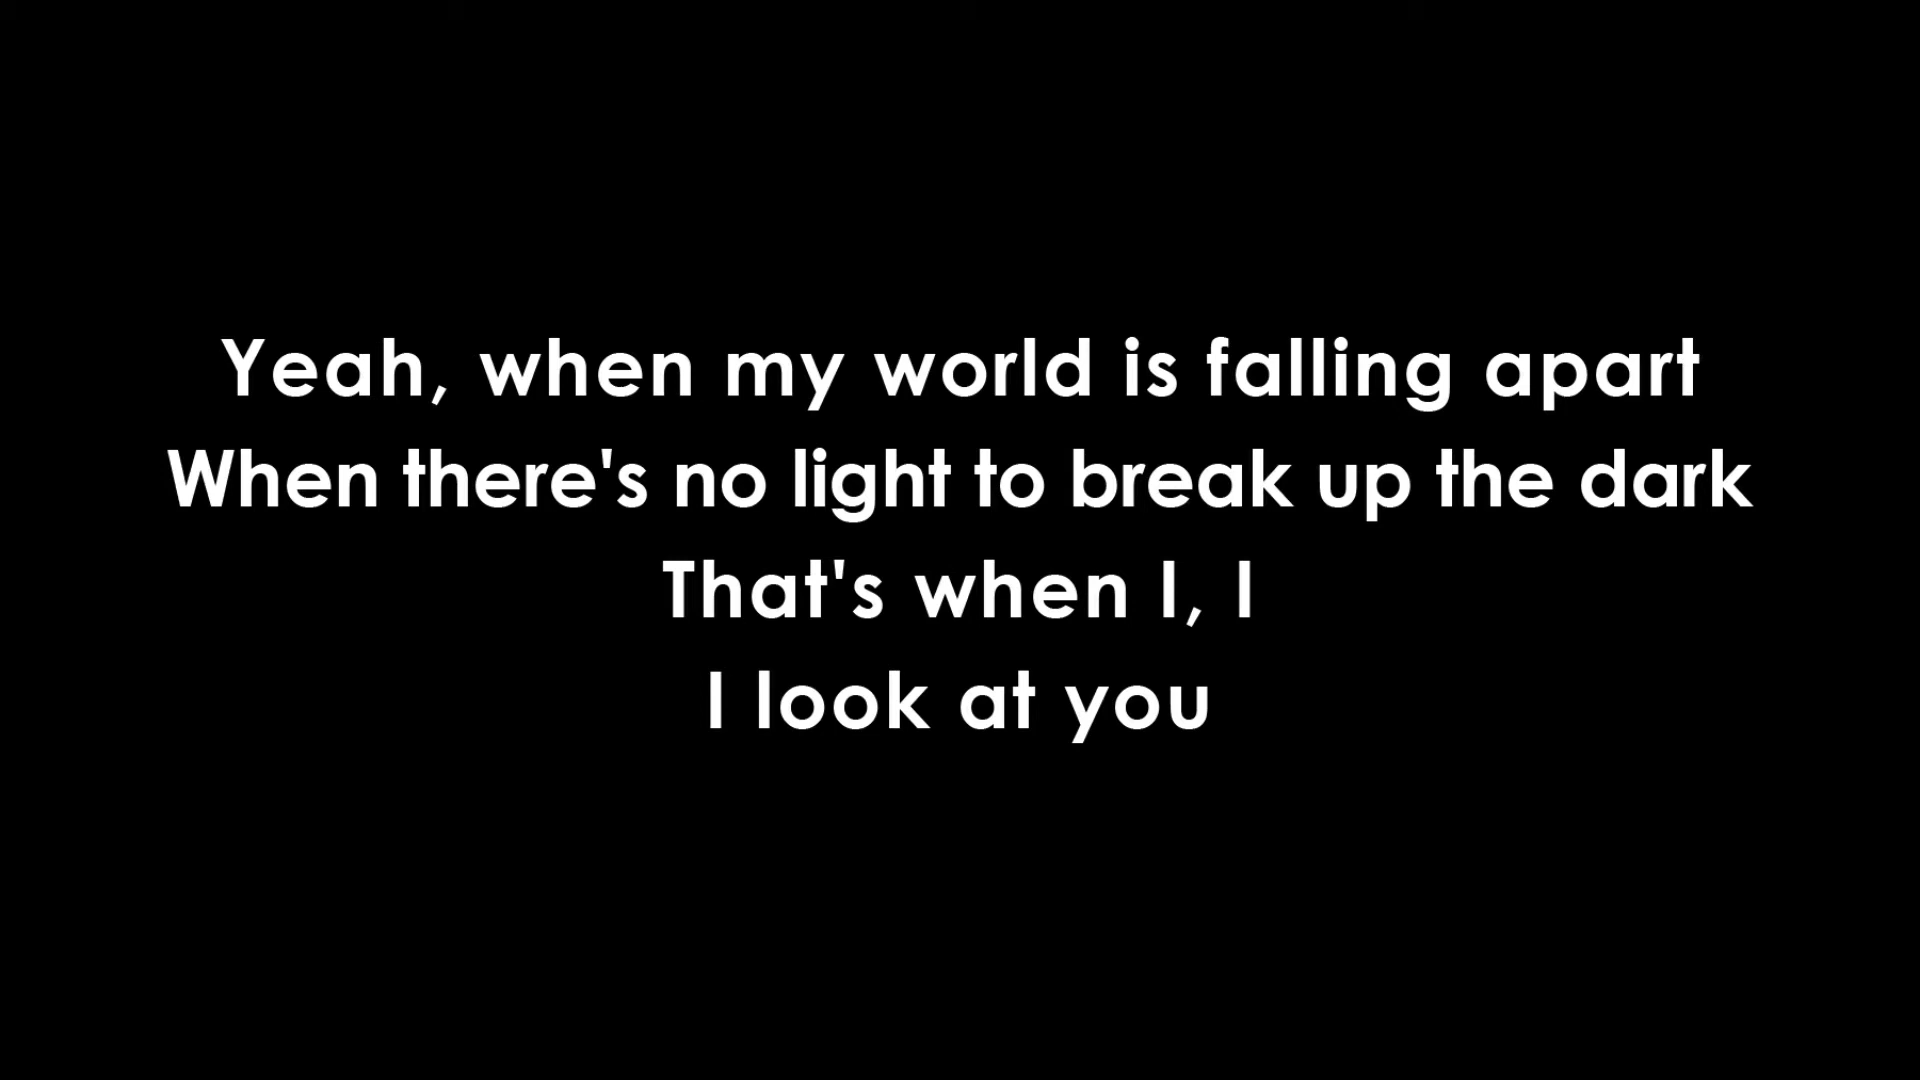 Yeah, when my world is falling apart
When there's no light to break up the dark
That's when I, I
I look at you